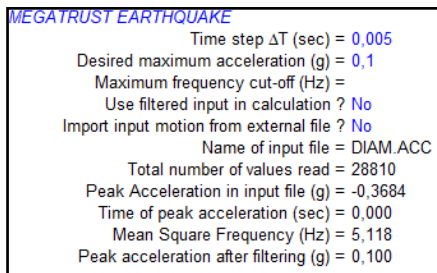 MEGATRUST EARTHQUAKE
Time step ΔT (sec) = 0,005
Desired maximum acceleration (g) = 0,1
Maximum frequency cut-off (Hz) =
Use filtered input in calculation ? No
Import input motion from external file ? No
Name of input file = DIAM.ACC
Total number of values read = 28810
Peak Acceleration in input file (g) = -0,3684
Time of peak acceleration (sec) = 0,000
Mean Square Frequency (Hz) = 5,118
Peak acceleration after filtering (g) = 0,100